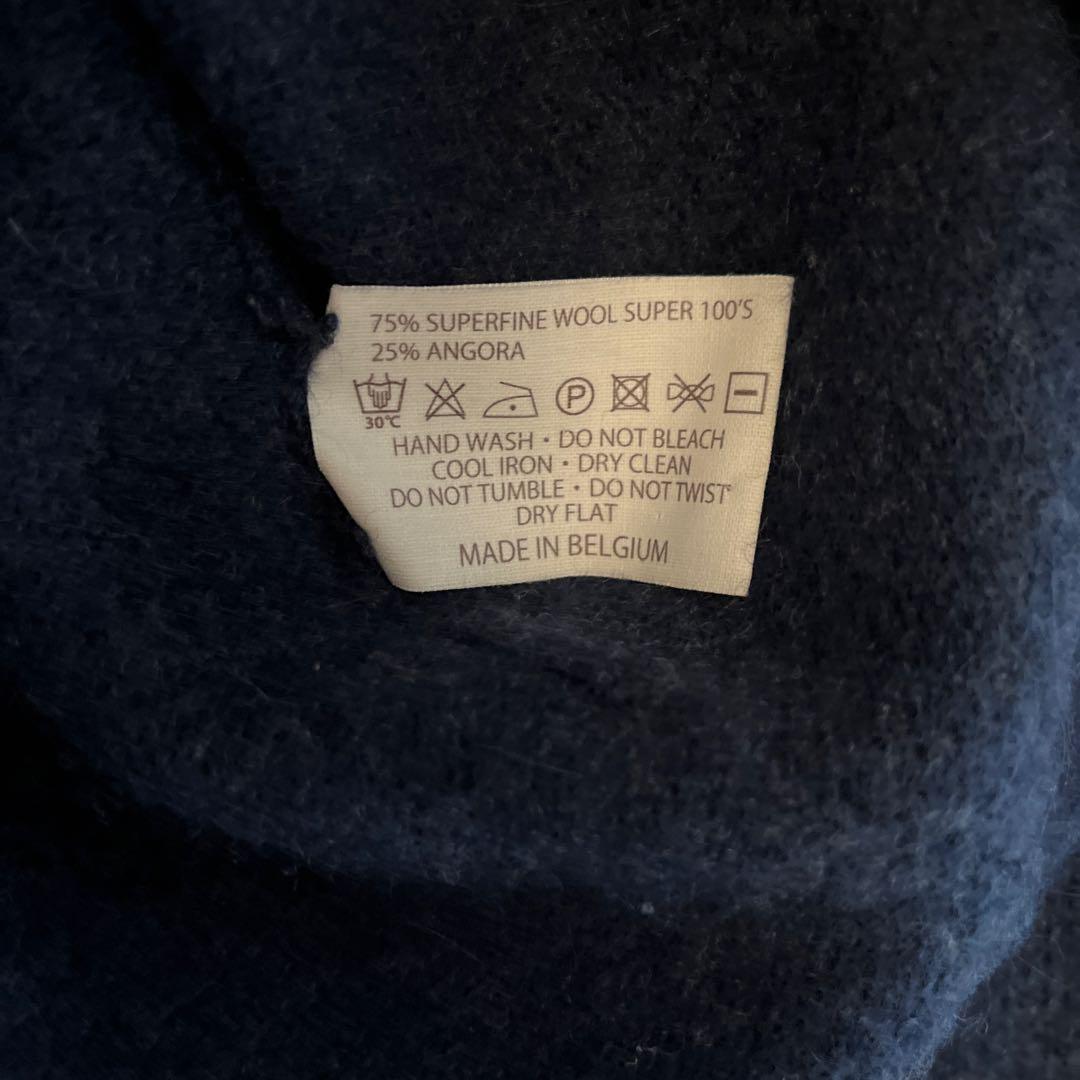 75% SUPERFINE WOOL SUPER 100'S
25% ANGORA
30°C
P
HAND WASH • DO NOT BLEACH
COOL IRON • DRY CLEAN
DO NOT TUMBLE • DO NOT TWIST
DRY FLAT
MADE IN BELGIUM